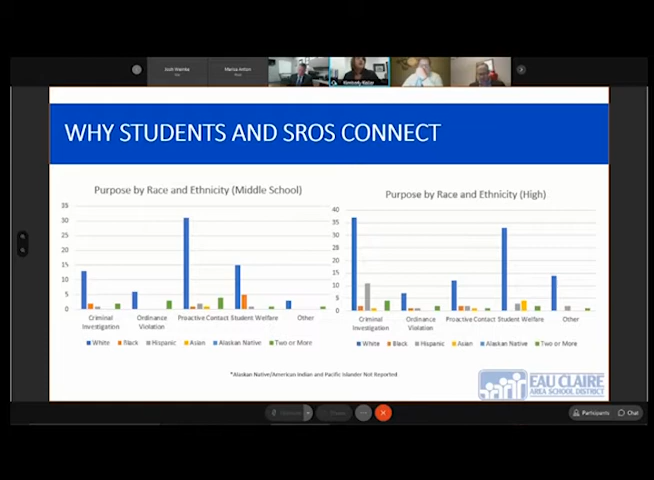 WHY STUDENTS AND SROS CONNECT
Purpose by Race and Ethnicity (Middle School)
35
30
25
20
15
10
5
0
Criminal Investigation
Ordinance Violation
Proactive Contact
Student Welfare
Other
White Black Hispanic Asian Alaskan Native Two or More
Purpose by Race and Ethnicity (High)
40
35
30
25
20
15
10
5
0
Criminal Investigation
Ordinance Violation
Proactive Contact
Student Welfare
Other
White Black Hispanic Asian Alaskan Native Two or More
*Alaskan Native/American Indian and Pacific Islander Not Reported
EAU CLAIRE
AREA SCHOOL DISTRICT
Participants
Chat